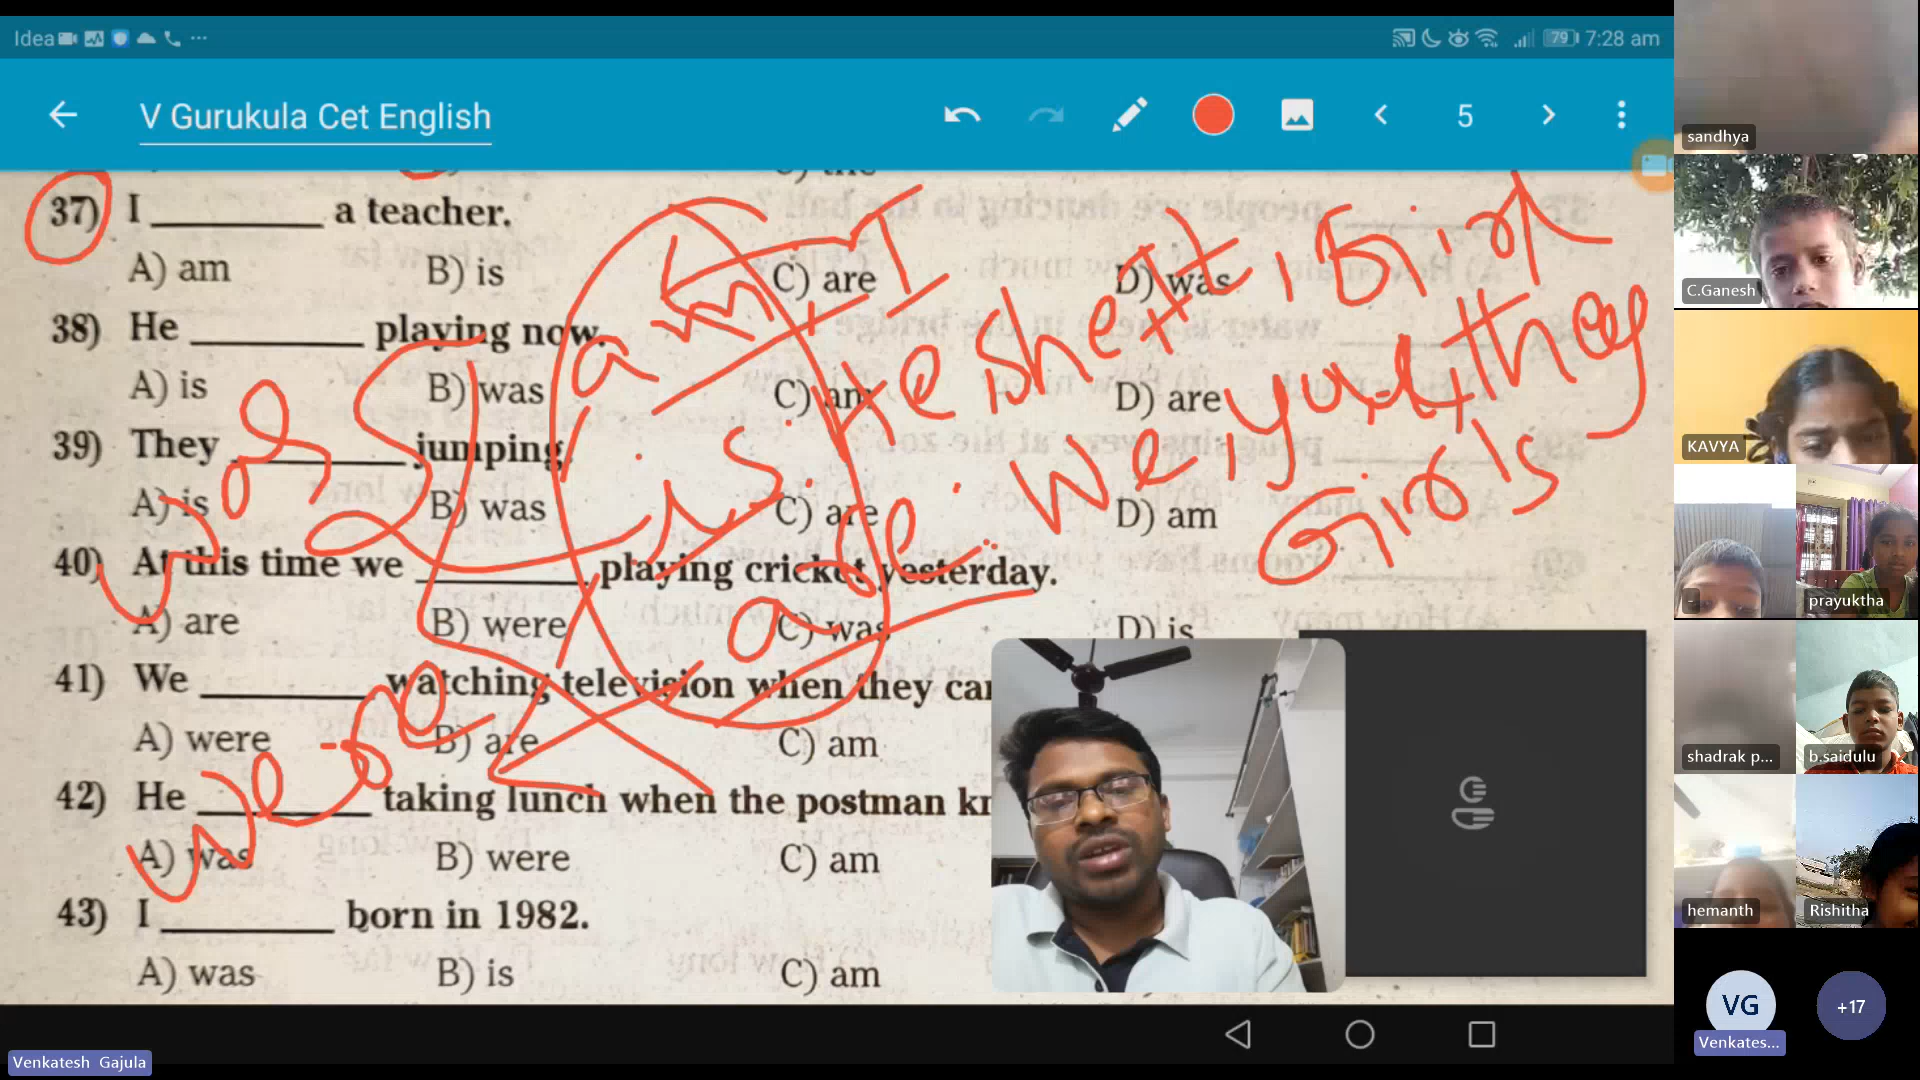 Idea
79 7:28 am
V Gurukula Cet English
5
37) I ________ a teacher.
A) am B) is C) are D) was
38) He ________ playing now.
A) is B) was C) am D) are
39) They ________ jumping.
A) is B) was C) are D) am
40) At this time we ________ playing cricket yesterday.
A) are B) were C) was D) is
41) We ________ watching television when they
A) were B) are C) am
42) He ________ taking lunch when the postman
A) was B) were C) am
43) I ________ born in 1982.
A) was B) is C) am
am I
is He she It, Bird
are we, you, they
Girls
was
were
sandhya
C.Ganesh
KAVYA
-
prayuktha
shadrak p...
b.saidulu
hemanth
Rishitha
VG
Venkates...
+17
Venkatesh Gajula